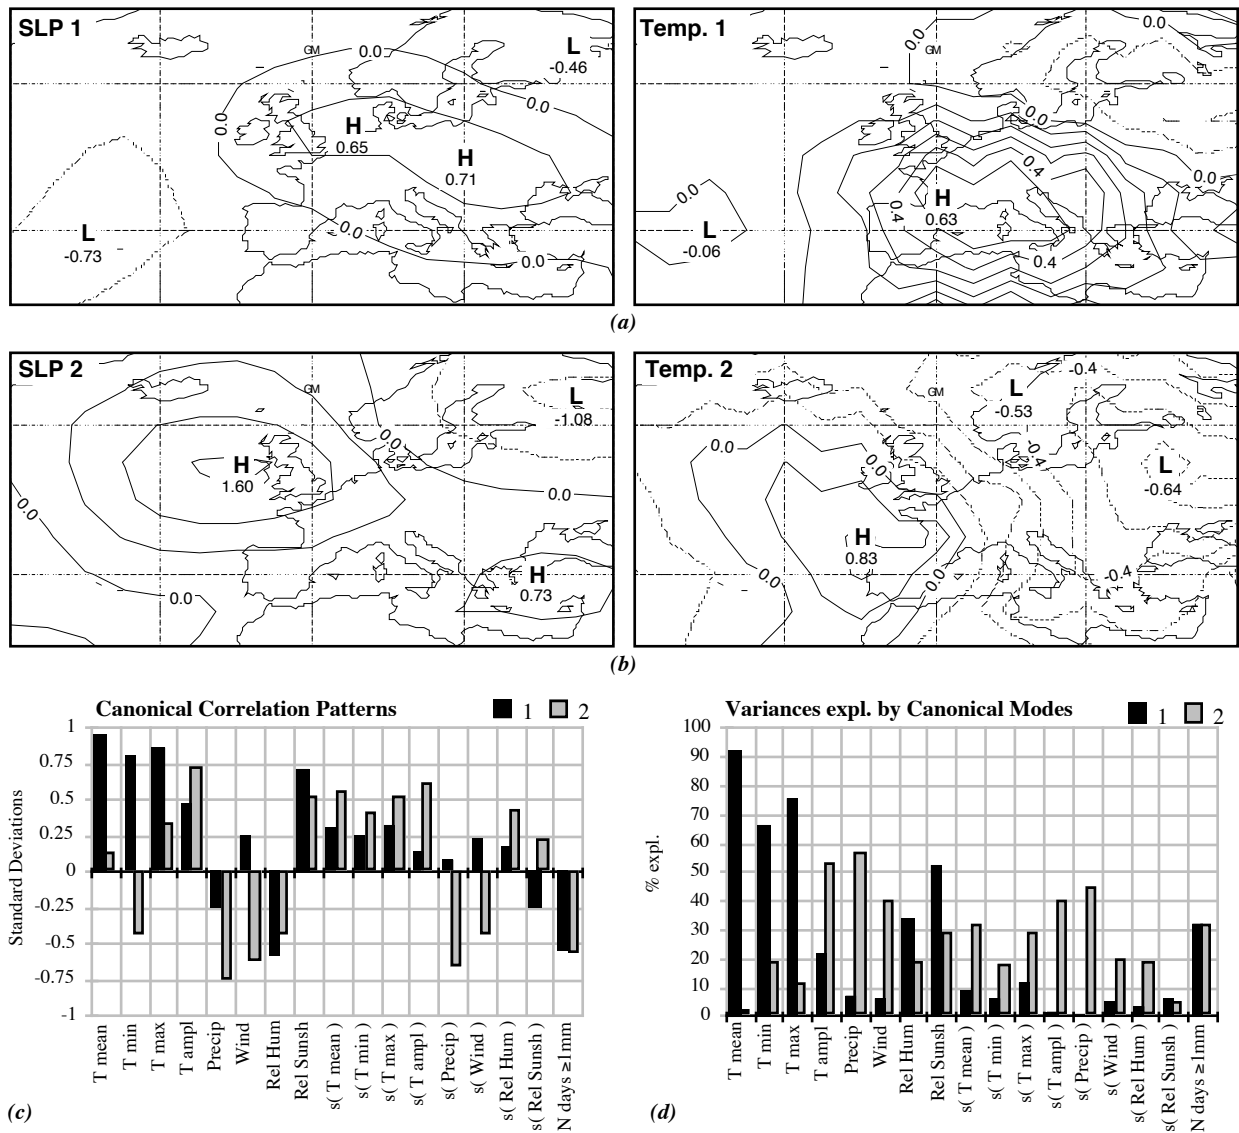 SLP 1
GM
0.0
L
-0.46
0.0
0.0
H
0.65
H
0.71
L
-0.73
0.0
0.0
Temp. 1
0.0
GM
0.0
0.0
0.0
0.4
H
0.63
0.4
0.4
0.0
L
-0.06
(a)
SLP 2
GM
L
-1.08
0.0
H
1.60
0.0
0.0
H
0.73
0.0
Temp. 2
GM
L
-0.53
-0.4
0.0
0.0
-0.4
L
-0.64
H
0.83
0.0
0.0
-0.4
(b)
Canonical Correlation Patterns
1
2
Standard Deviations
1
0.75
0.5
0.25
0
-0.25
-0.5
-0.75
-1
T mean
T min
T max
T ampl
Precip
Wind
Rel Hum
Rel Sunsh
s( T mean )
s( T min )
s( T max )
s( T ampl )
s( Precip )
s( Wind )
s( Rel Hum )
s( Rel Sunsh )
N days ≥1mm
(c)
Variances expl. by Canonical Modes
1
2
% expl.
100
90
80
70
60
50
40
30
20
10
0
T mean
T min
T max
T ampl
Precip
Wind
Rel Hum
Rel Sunsh
s( T mean )
s( T min )
s( T max )
s( T ampl )
s( Precip )
s( Wind )
s( Rel Hum )
s( Rel Sunsh )
N days ≥1mm
(d)